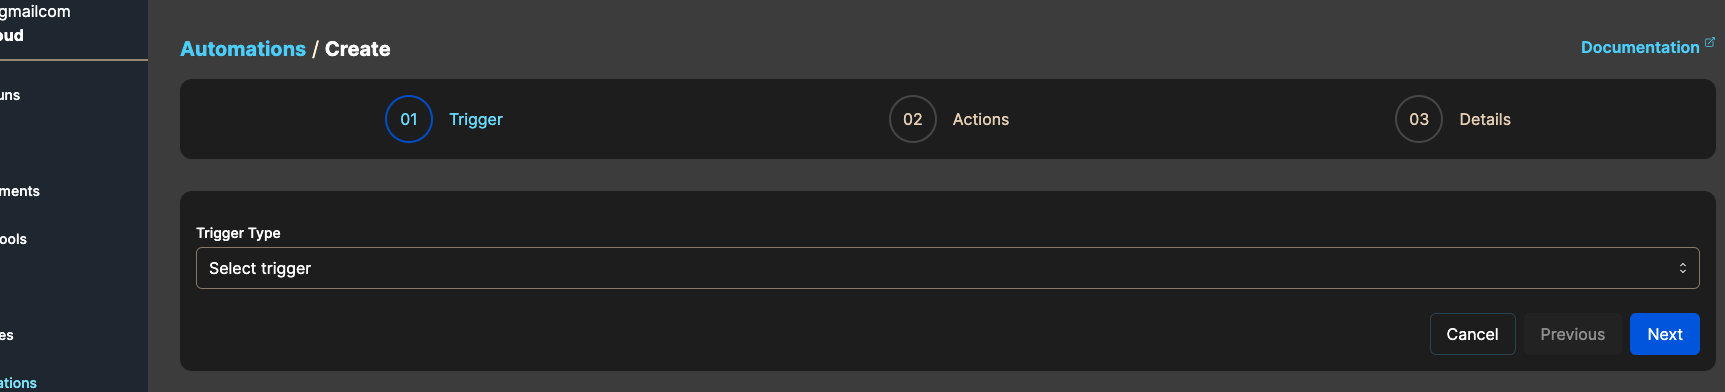 gmailcom
oud
uns
ments
ools
es
ations
Automations / Create
Documentation
01 Trigger
02 Actions
03 Details
Trigger Type
Select trigger
Cancel
Previous
Next